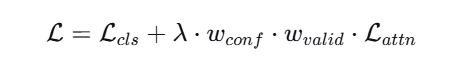 ℒ = ℒ_cls + λ · w_conf · w_valid · ℒ_attn